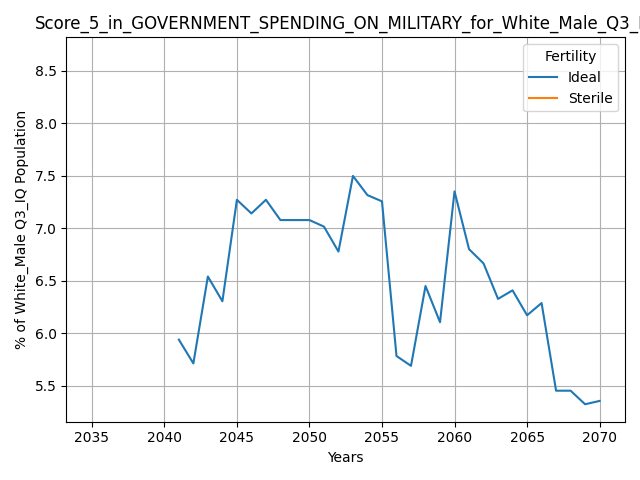 Score_5_in_GOVERNMENT_SPENDING_ON_MILITARY_for_White_Male_Q3_
Fertility
Ideal
Sterile
% of White_Male Q3_IQ Population
8.5
8.0
7.5
7.0
6.5
6.0
5.5
2035 2040 2045 2050 2055 2060 2065 2070
Years